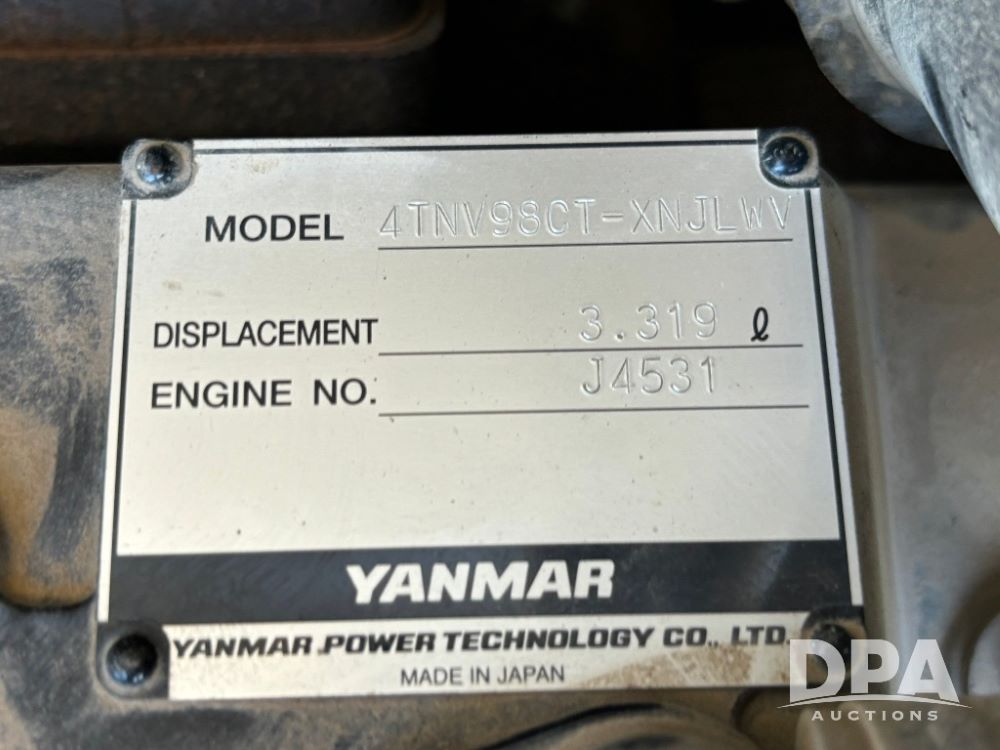 MODEL 4TNV98CT-XNJLWV
DISPLACEMENT 3.319 ℓ
ENGINE NO. J4531
YANMAR
YANMAR POWER TECHNOLOGY CO., LTD.
MADE IN JAPAN
DPA
AUCTIONS